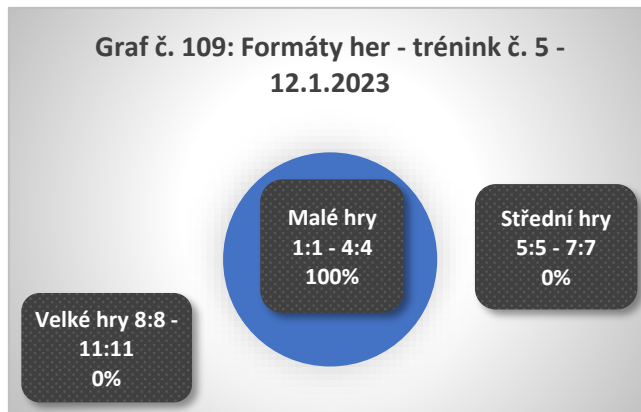 Graf č. 109: Formáty her - trénink č. 5 -
12.1.2023
Malé hry
1:1 - 4:4
100%
Střední hry
5:5 - 7:7
0%
Velké hry 8:8 -
11:11
0%